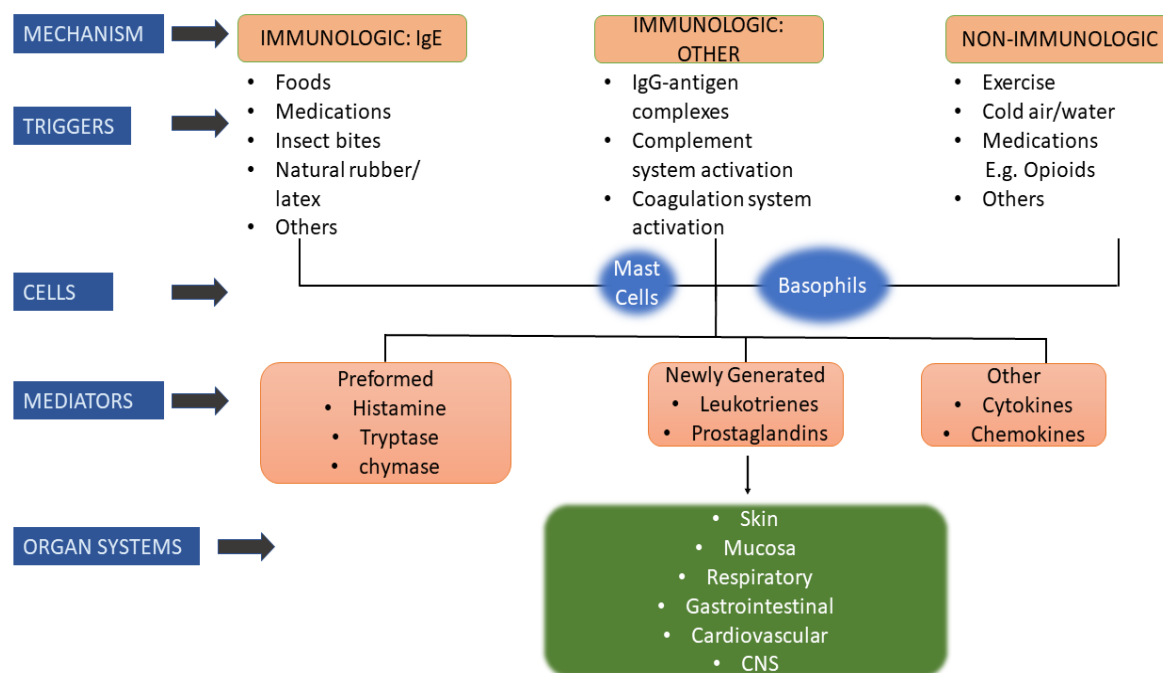 MECHANISM
IMMUNOLOGIC: IgE
IMMUNOLOGIC:
OTHER
NON-IMMUNOLOGIC
TRIGGERS
• Foods
• Medications
• Insect bites
• Natural rubber/
latex
• Others
• IgG-antigen
complexes
• Complement
system activation
• Coagulation system
activation
• Exercise
• Cold air/water
• Medications
E.g. Opioids
• Others
CELLS
Mast
Cells
Basophils
MEDIATORS
Preformed
• Histamine
• Tryptase
• chymase
Newly Generated
• Leukotrienes
• Prostaglandins
Other
• Cytokines
• Chemokines
ORGAN SYSTEMS
• Skin
• Mucosa
• Respiratory
• Gastrointestinal
• Cardiovascular
• CNS